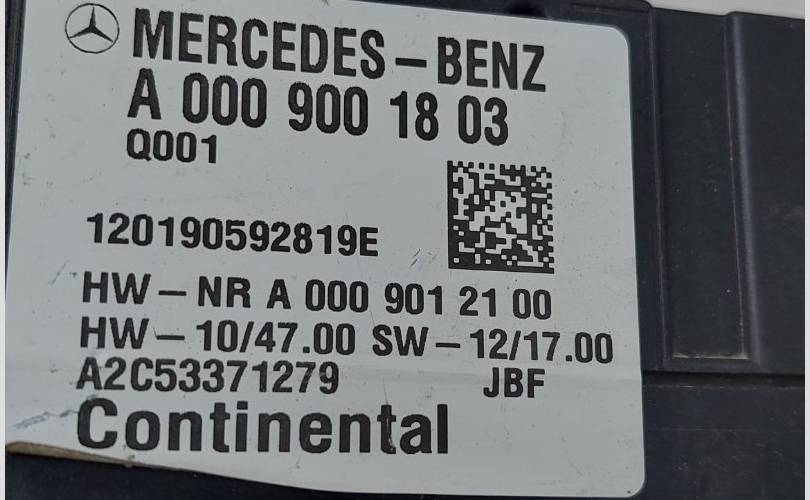 MERCEDES-BENZ
A 000 900 18 03
Q001
120190592819E
HW-NR A 000 901 21 00
HW-10/47.00 SW-12/17.00
A2C53371279 JBF
Continental